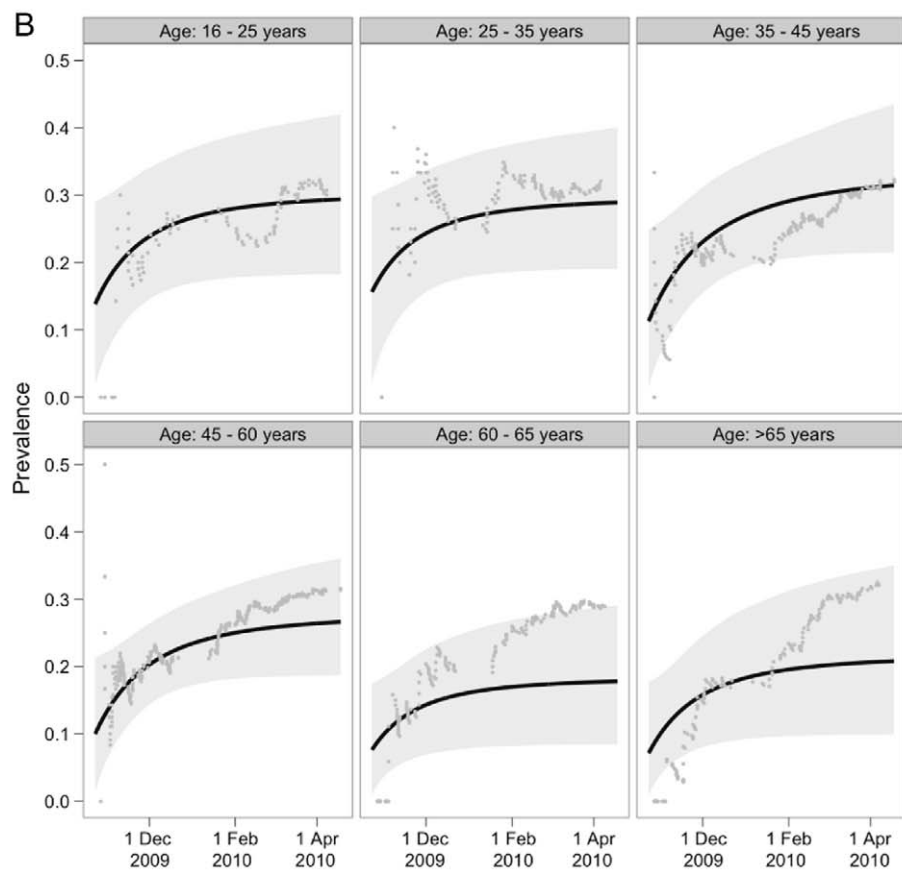 B
Age: 16 - 25 years
Age: 25 - 35 years
Age: 35 - 45 years
0.5
0.4
0.3
0.2
0.1
0.0
Prevalence
Age: 45 - 60 years
Age: 60 - 65 years
Age: >65 years
0.5
0.4
0.3
0.2
0.1
0.0
1 Dec 2009
1 Feb 2010
1 Apr 2010
1 Dec 2009
1 Feb 2010
1 Apr 2010
1 Dec 2009
1 Feb 2010
1 Apr 2010